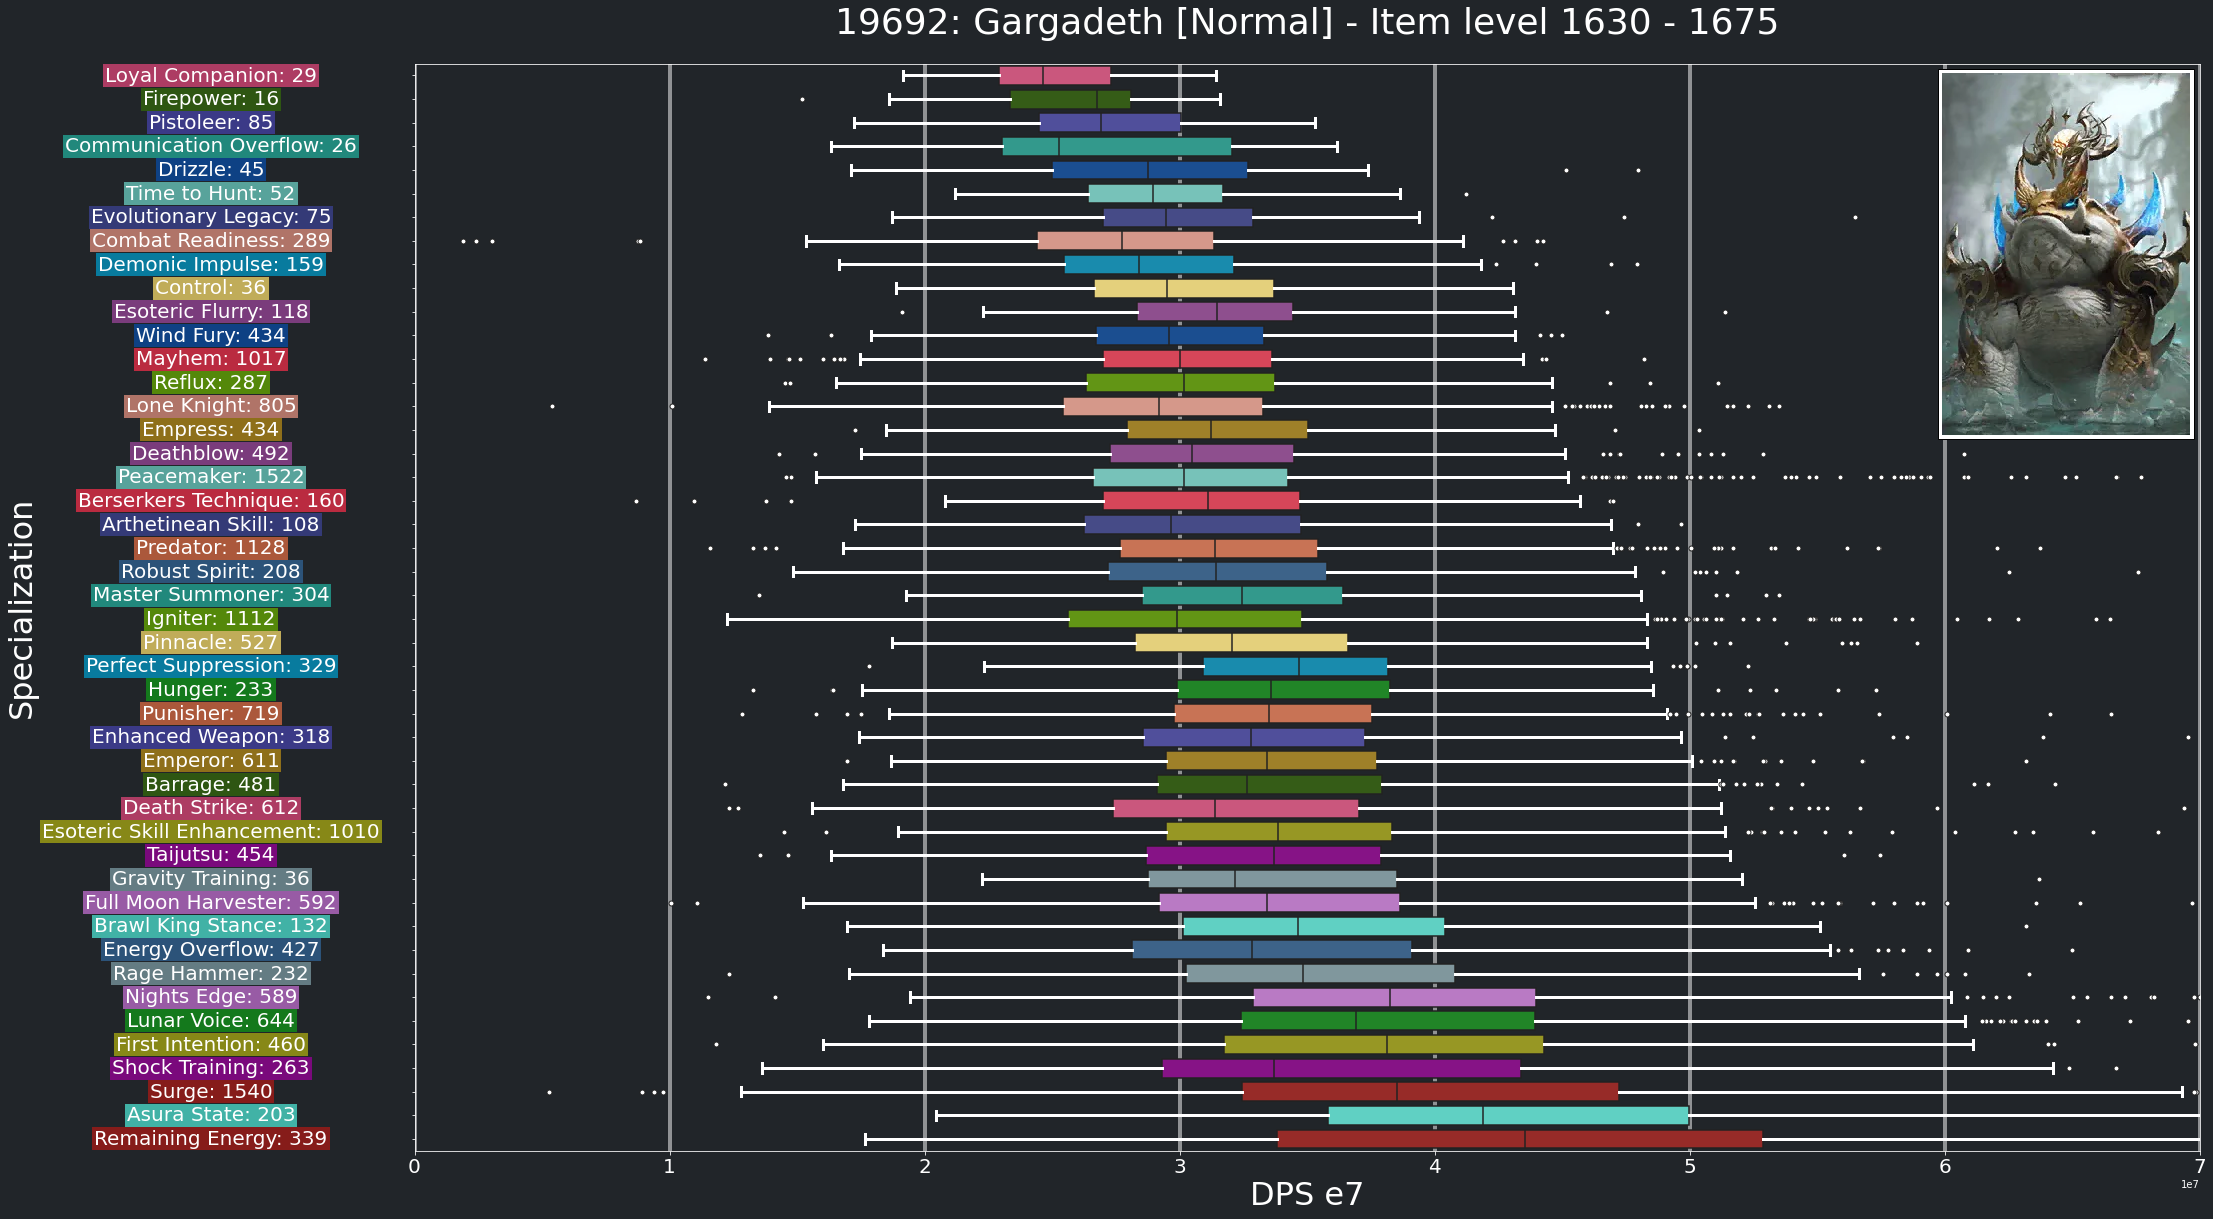 19692: Gargadeth [Normal] - Item level 1630 - 1675
Loyal Companion: 29
Firepower: 16
Pistoleer: 85
Communication Overflow: 26
Drizzle: 45
Time to Hunt: 52
Evolutionary Legacy: 75
Combat Readiness: 289
Demonic Impulse: 159
Control: 36
Esoteric Flurry: 118
Wind Fury: 434
Mayhem: 1017
Reflux: 287
Lone Knight: 805
Empress: 434
Deathblow: 492
Peacemaker: 1522
Berserkers Technique: 160
Arthetinean Skill: 108
Predator: 1128
Robust Spirit: 208
Master Summoner: 304
Igniter: 1112
Pinnacle: 527
Perfect Suppression: 329
Hunger: 233
Punisher: 719
Enhanced Weapon: 318
Emperor: 611
Barrage: 481
Death Strike: 612
Esoteric Skill Enhancement: 1010
Taijutsu: 454
Gravity Training: 36
Full Moon Harvester: 592
Brawl King Stance: 132
Energy Overflow: 427
Rage Hammer: 232
Nights Edge: 589
Lunar Voice: 644
First Intention: 460
Shock Training: 263
Surge: 1540
Asura State: 203
Remaining Energy: 339
Specialization
0 1 2 3 4 5 6 7
1e7
DPS e7